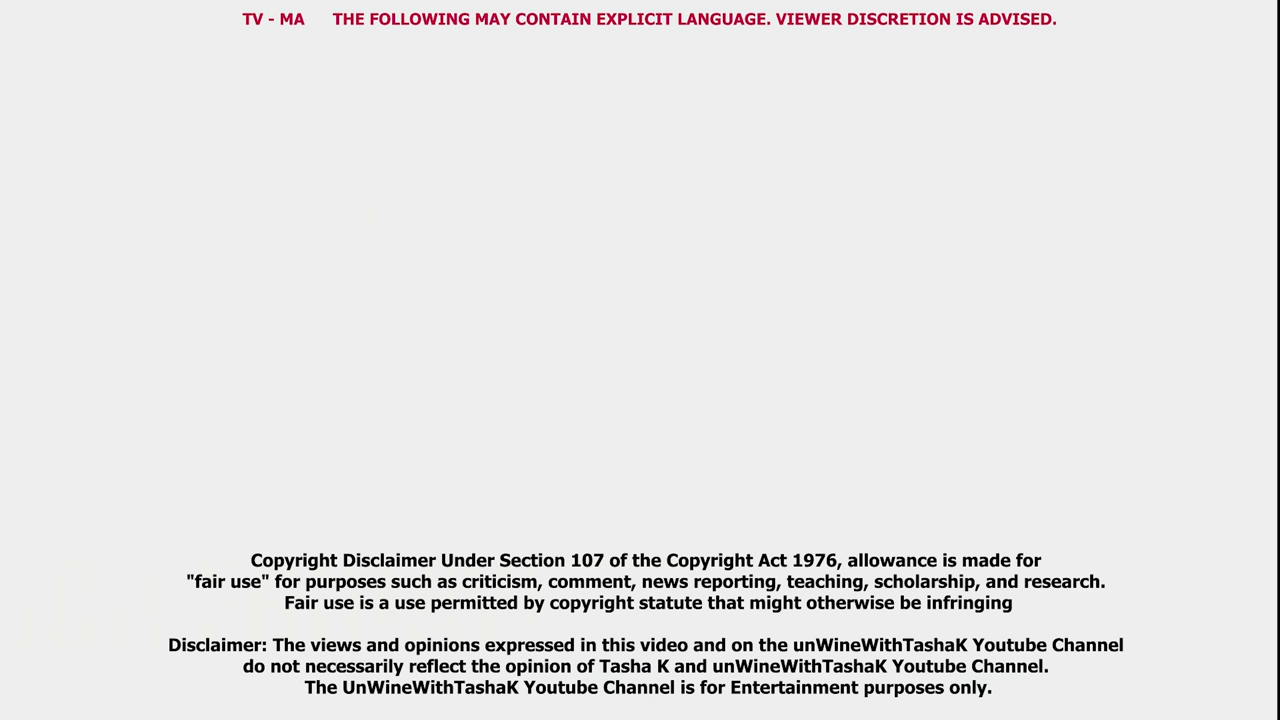 TV - MA THE FOLLOWING MAY CONTAIN EXPLICIT LANGUAGE. VIEWER DISCRETION IS ADVISED.
Copyright Disclaimer Under Section 107 of the Copyright Act 1976, allowance is made for
"fair use" for purposes such as criticism, comment, news reporting, teaching, scholarship, and research.
Fair use is a use permitted by copyright statute that might otherwise be infringing
Disclaimer: The views and opinions expressed in this video and on the unWineWithTashaK Youtube Channel
do not necessarily reflect the opinion of Tasha K and unWineWithTashaK Youtube Channel.
The UnWineWithTashaK Youtube Channel is for Entertainment purposes only.